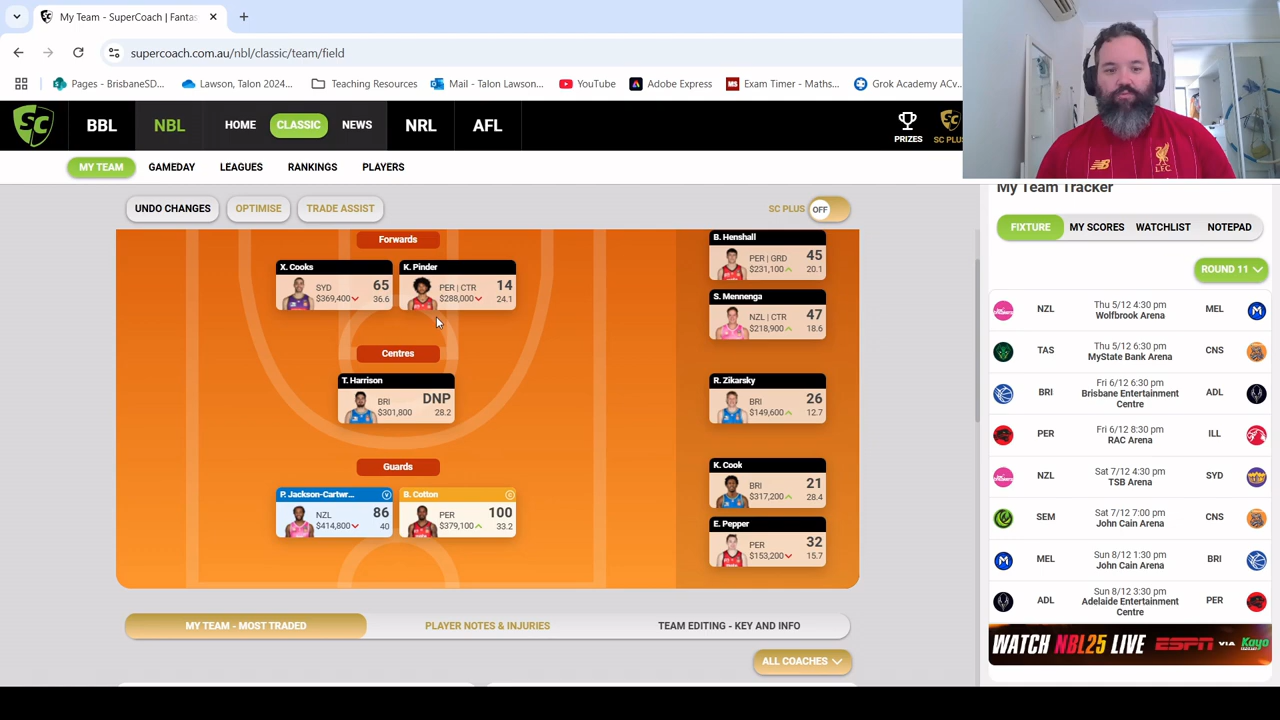 My Team - SuperCoach | Fantas
supercoach.com.au/nbl/classic/team/field
Pages - BrisbaneSD...
Lawson, Talon 2024...
Teaching Resources
Mail - Talon Lawson...
YouTube
Adobe Express
MS
Exam Timer - Maths...
Grok Academy ACv...
SC
BBL
NBL
HOME
CLASSIC
NEWS
NRL
AFL
PRIZES
SC
SC PLUS
MY TEAM
GAMEDAY
LEAGUES
RANKINGS
PLAYERS
UNDO CHANGES
OPTIMISE
TRADE ASSIST
SC PLUS
OFF
Forwards
X. Cooks
SYD
65
$369,400
36.6
K. Pinder
PER | CTR
14
$288,000
24.1
Centres
T. Harrison
BRI
DNP
$301,800
28.2
Guards
P. Jackson-Cartwr...
V
NZL
86
$414,800
40
B. Cotton
C
PER
100
$379,100
33.2
B. Henshall
PER | GRD
45
$231,100
20.1
S. Mennenga
NZL | CTR
47
$218,900
18.6
R. Zikarsky
BRI
26
$149,600
12.7
K. Cook
BRI
21
$317,200
28.4
E. Pepper
PER
32
$153,200
15.7
MY TEAM - MOST TRADED
PLAYER NOTES & INJURIES
TEAM EDITING - KEY AND INFO
ALL COACHES
L.F.C.
My Team Tracker
FIXTURE
MY SCORES
WATCHLIST
NOTEPAD
ROUND 11
NZL
Thu 5/12 4:30 pm
Wolfbrook Arena
MEL
TAS
Thu 5/12 6:30 pm
MyState Bank Arena
CNS
BRI
Fri 6/12 6:30 pm
Brisbane Entertainment
Centre
ADL
PER
Fri 6/12 8:30 pm
RAC Arena
ILL
NZL
Sat 7/12 4:30 pm
TSB Arena
SYD
SEM
Sat 7/12 7:00 pm
John Cain Arena
CNS
MEL
Sun 8/12 1:30 pm
John Cain Arena
BRI
ADL
Sun 8/12 3:30 pm
Adelaide Entertainment
Centre
PER
WATCH NBL25 LIVE
ESPN
VIA
Kayo